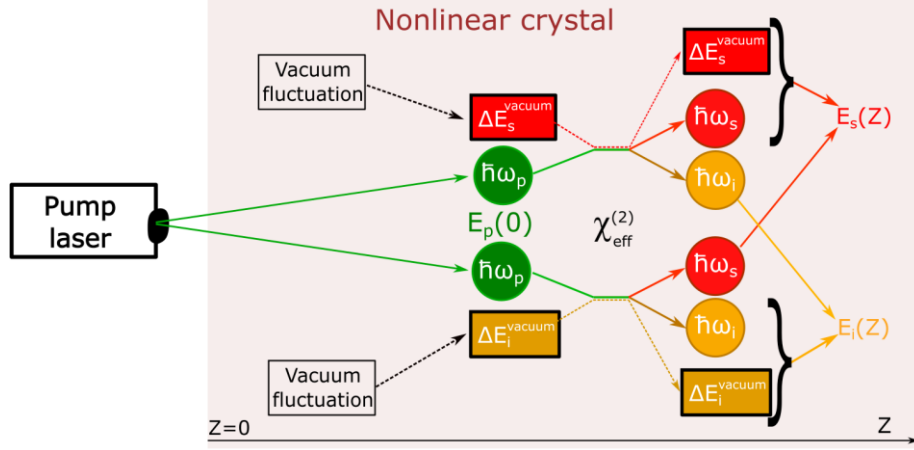 Nonlinear crystal
Vacuum
fluctuation
ΔE_s^vacuum
ΔE_s^vacuum
ħω_s
E_s(Z)
ħω_p
ħω_i
Pump
laser
E_p(0)
χ_eff^(2)
ħω_p
ħω_s
ΔE_i^vacuum
ħω_i
E_i(Z)
Vacuum
fluctuation
ΔE_i^vacuum
Z=0
Z